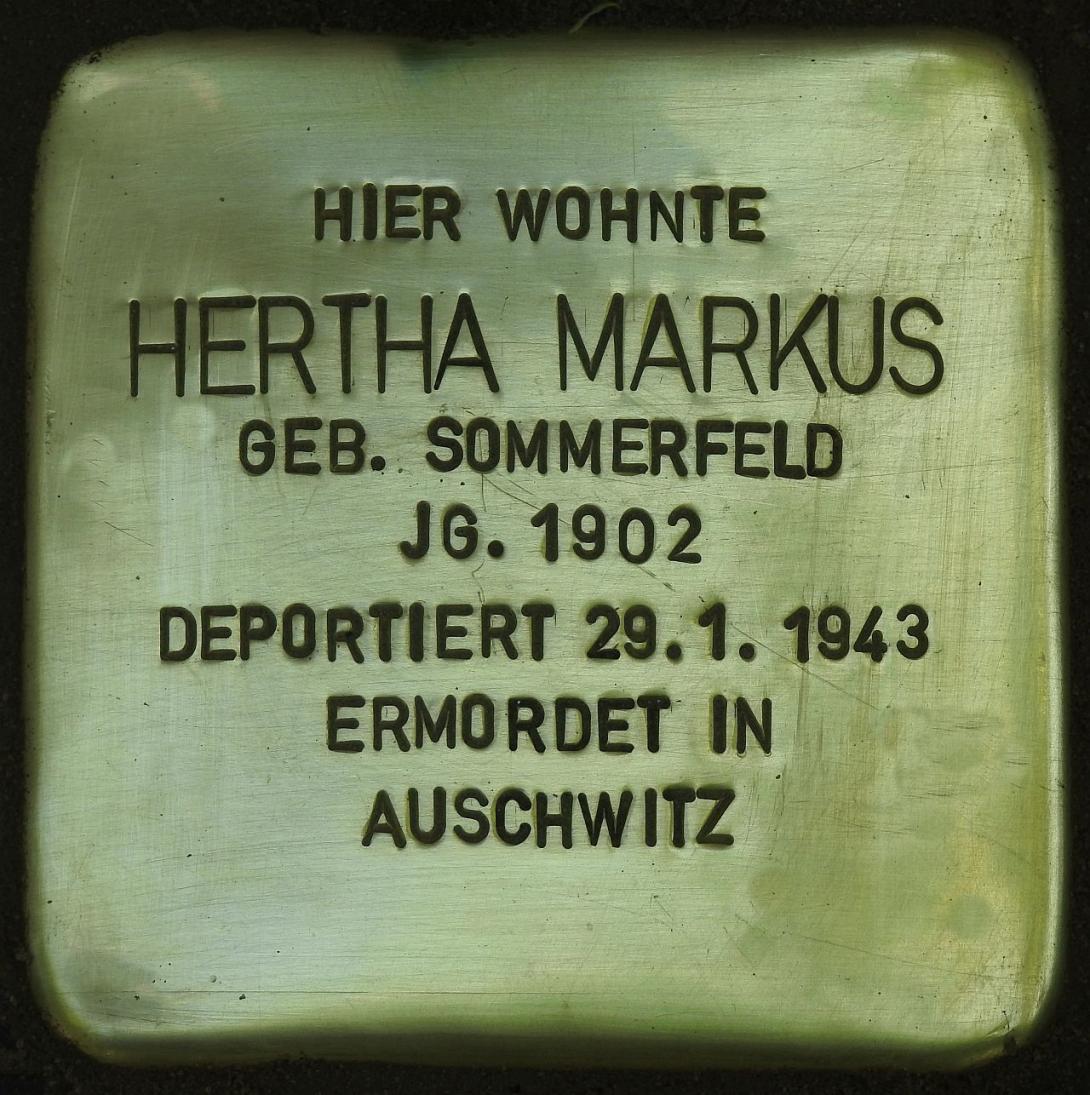 HIER WOHNTE
HERTHA MARKUS
GEB. SOMMERFELD
JG. 1902
DEPORTIERT 29.1.1943
ERMORDET IN
AUSCHWITZ